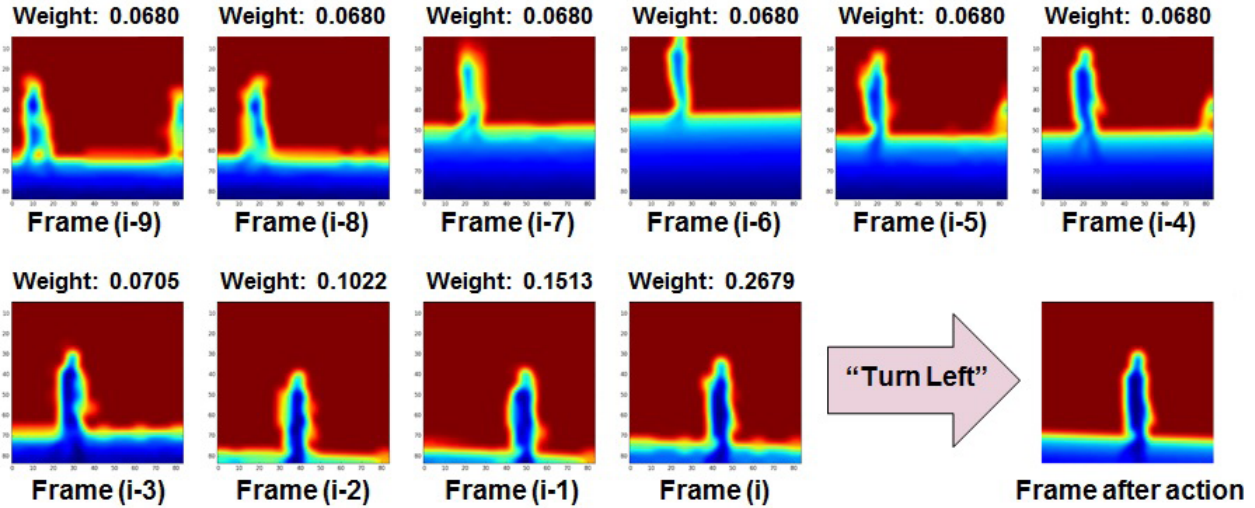 Weight: 0.0680 Weight: 0.0680 Weight: 0.0680 Weight: 0.0680 Weight: 0.0680 Weight: 0.0680
Frame (i-9) Frame (i-8) Frame (i-7) Frame (i-6) Frame (i-5) Frame (i-4)
Weight: 0.0705 Weight: 0.1022 Weight: 0.1513 Weight: 0.2679
“Turn Left”
Frame (i-3) Frame (i-2) Frame (i-1) Frame (i) Frame after action